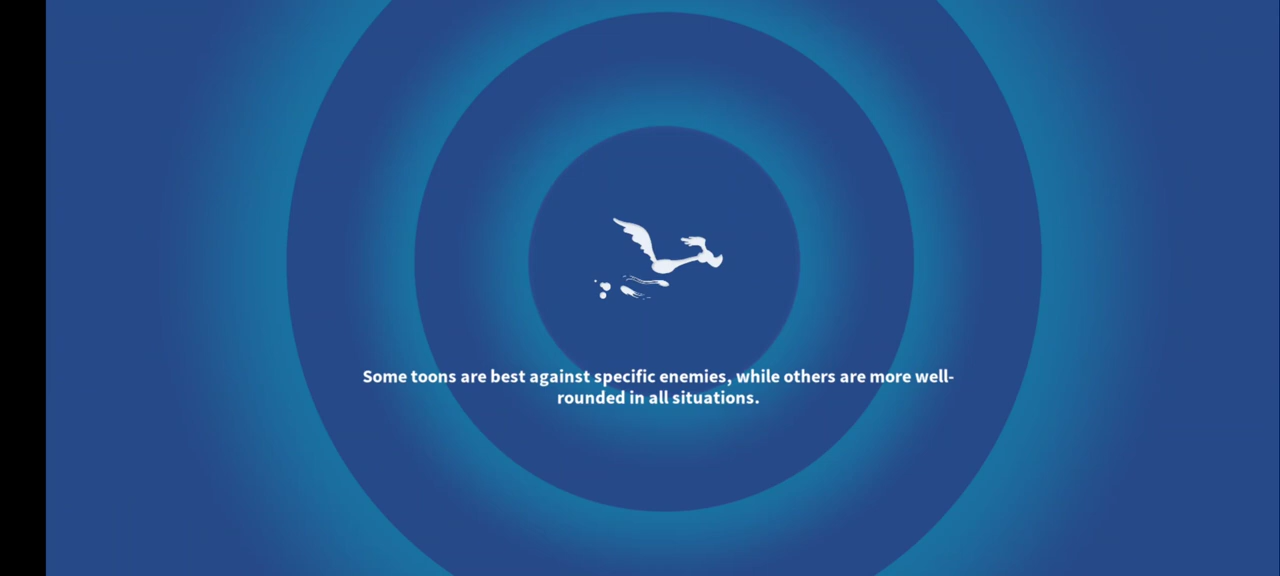 Some toons are best against specific enemies, while others are more well-
rounded in all situations.